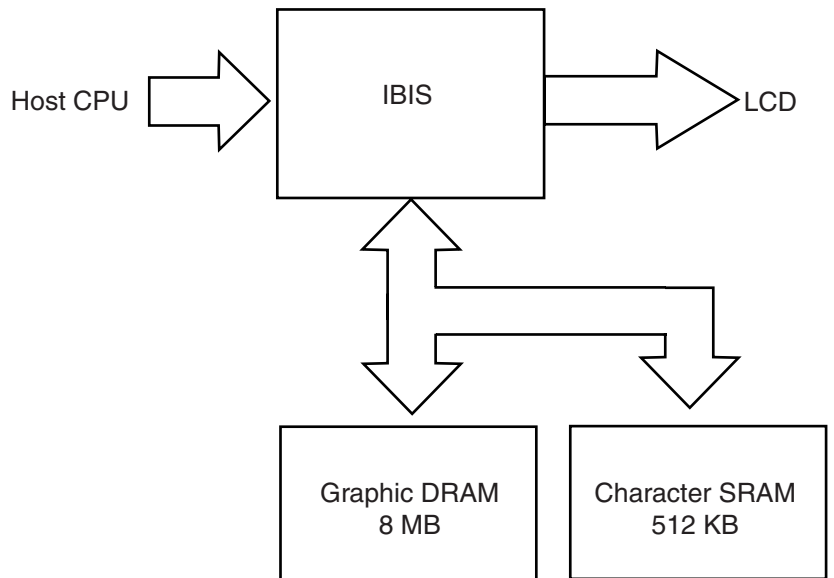 Host CPU
IBIS
LCD
Graphic DRAM
8 MB
Character SRAM
512 KB